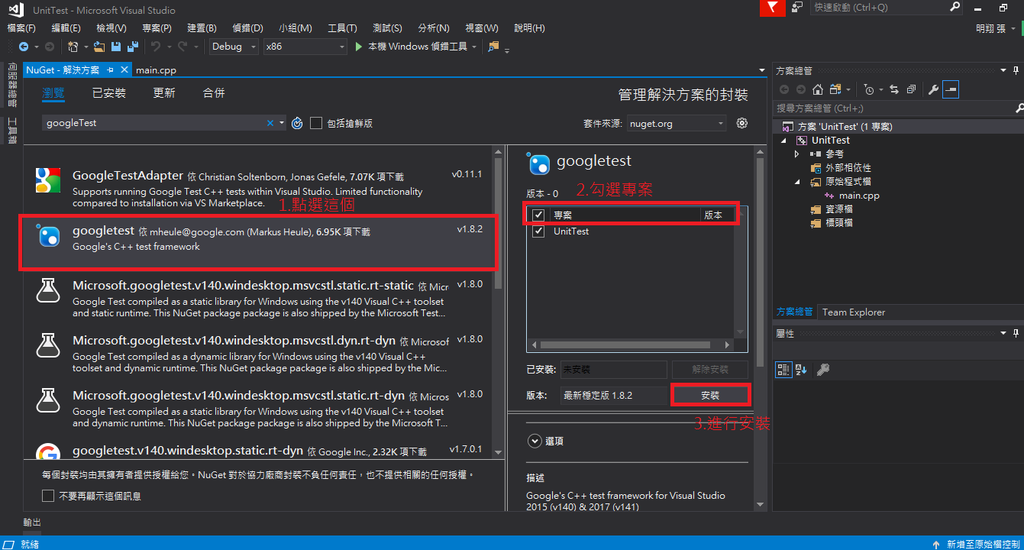 UnitTest - Microsoft Visual Studio
快速啟動 (Ctrl+Q)
檔案(F) 編輯(E) 檢視(V) 專案(P) 建置(B) 偵錯(D) 小組(M) 工具(T) 測試(S) 分析(N) 視窗(W) 說明(H)
明翔 張
Debug x86 本機 Windows 偵錯工具
伺服器總管
工具箱
NuGet - 解決方案 main.cpp
瀏覽 已安裝 更新 合併
管理解決方案的封裝
googleTest
包括搶鮮版
套件來源: nuget.org
GoogleTestAdapter 依 Christian Soltenborn, Jonas Gefele, 7.07K 項下載 v0.11.1
Supports running Google Test C++ tests within Visual Studio. Limited functionality
compared to installation via VS Marketplace.
1.點選這個
googletest 依 mheule@google.com (Markus Heule), 6.95K 項下載 v1.8.2
Google's C++ test framework
Microsoft.googletest.v140.windesktop.msvcstl.static.rt-static 依 Micr v1.8.0
Google Test compiled as a static library for Windows using the v140 Visual C++ toolset
and static runtime. This NuGet package package is also shipped by the Microsoft Test...
Microsoft.googletest.v140.windesktop.msvcstl.dyn.rt-dyn 依 Microsof v1.8.0
Google Test compiled as a dynamic library for Windows using the v140 Visual C++
toolset and dynamic runtime. This NuGet package package is also shipped by the Mic...
Microsoft.googletest.v140.windesktop.msvcstl.static.rt-dyn 依 Micros v1.8.0
Google Test compiled as a static library for Windows using the v140 Visual C++ toolset
and dynamic runtime. This NuGet package package is also shipped by the Microsoft T...
googletest.v140.windesktop.static.rt-dyn 依 Google Inc., 2.32K 項下載 v1.7.0.1
每個封裝均由其擁有者提供授權給您。NuGet 對於協力廠商封裝不負任何責任，也不提供相關的任何授權。
不要再顯示這個訊息
googletest
版本 - 0
2.勾選專案
專案 版本
UnitTest
已安裝: 未安裝 解除安裝
版本: 最新穩定版 1.8.2 安裝
3.進行安裝
選項
描述
Google's C++ test framework for Visual Studio
2015 (v140) & 2017 (v141)
方案總管
搜尋方案總管 (Ctrl+;)
方案 'UnitTest' (1 專案)
UnitTest
參考
外部相依性
原始程式檔
main.cpp
資源檔
標頭檔
方案總管 Team Explorer
屬性
輸出
就緒
新增至原始檔控制